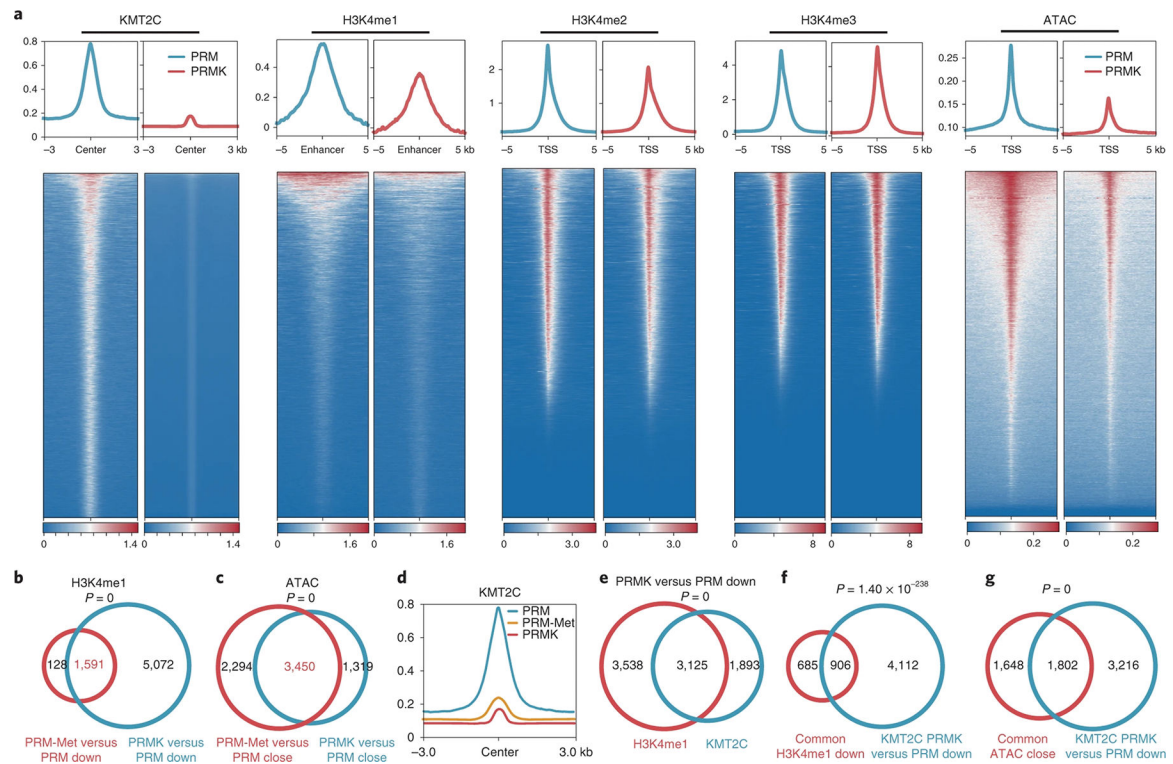 a
KMT2C
H3K4me1
H3K4me2
H3K4me3
ATAC
0.8
0.6
0.4
0.2
0
PRM
PRMK
–3 Center 3
–3 Center 3 kb
0.4
0.2
0
–5 Enhancer 5
–5 Enhancer 5 kb
2
1
–5 TSS 5
–5 TSS 5 kb
4
2
0
–5 TSS 5
–5 TSS 5 kb
0.25
0.20
0.15
0.10
PRM
PRMK
–5 TSS 5
–5 TSS 5 kb
0 1.4
0 1.4
0 1.6
0 1.6
0 3.0
0 3.0
0 8
0 8
0 0.2
0 0.2
b
H3K4me1
P = 0
128
1,591
5,072
PRM-Met versus
PRM down
PRMK versus
PRM down
c
ATAC
P = 0
2,294
3,450
1,319
PRM-Met versus
PRM close
PRMK versus
PRM close
d
KMT2C
0.8
0.6
0.4
0.2
0
PRM
PRM-Met
PRMK
–3.0 Center 3.0 kb
e
PRMK versus PRM down
P = 0
3,538
3,125
1,893
H3K4me1
KMT2C
f
P = 1.40 × 10⁻²³⁸
685
906
4,112
Common
H3K4me1 down
KMT2C PRMK
versus PRM down
g
P = 0
1,648
1,802
3,216
Common
ATAC close
KMT2C PRMK
versus PRM down